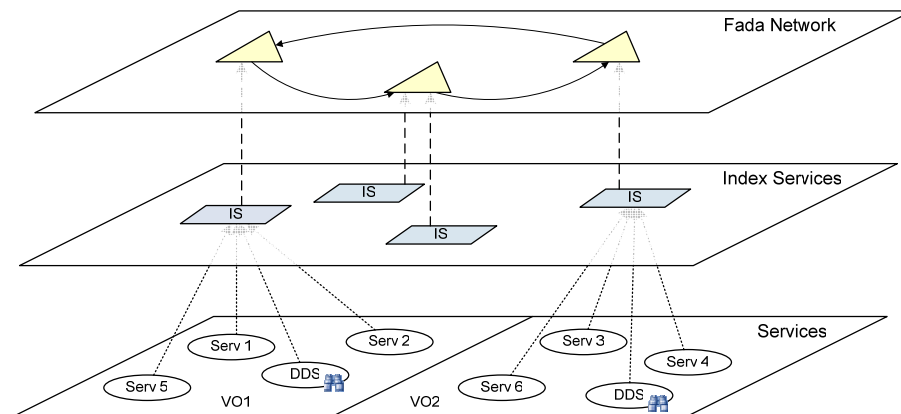 Fada Network
Index Services
IS
IS
IS
IS
Services
Serv 1
Serv 2
Serv 3
Serv 4
Serv 5
DDS
Serv 6
DDS
VO1
VO2